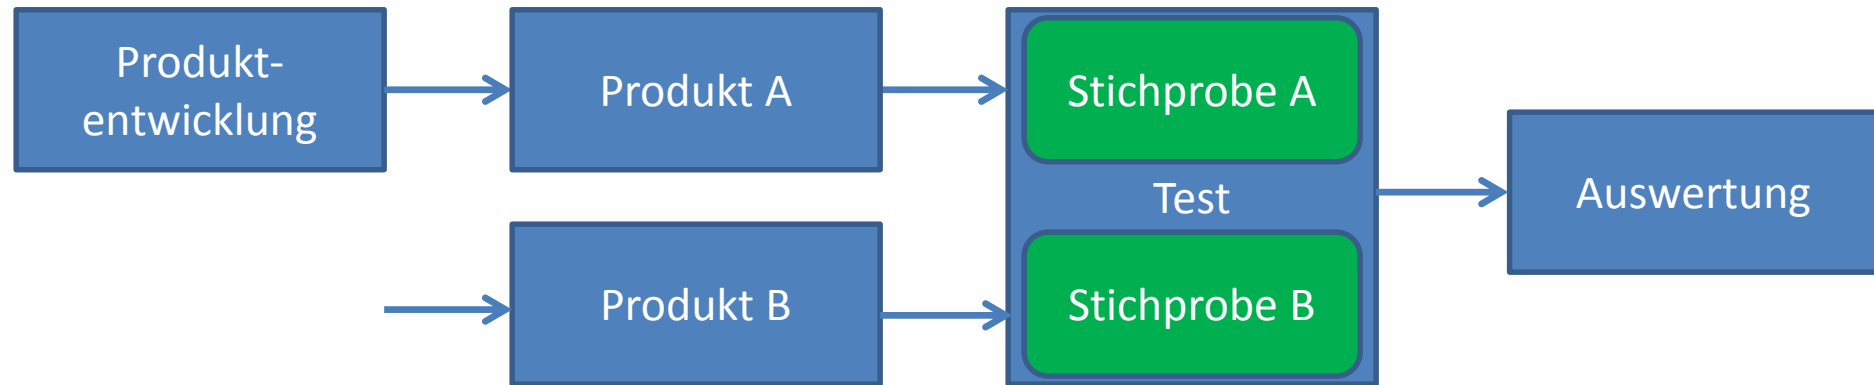 Produkt-
entwicklung
Produkt A
Stichprobe A
Test
Auswertung
Produkt B
Stichprobe B